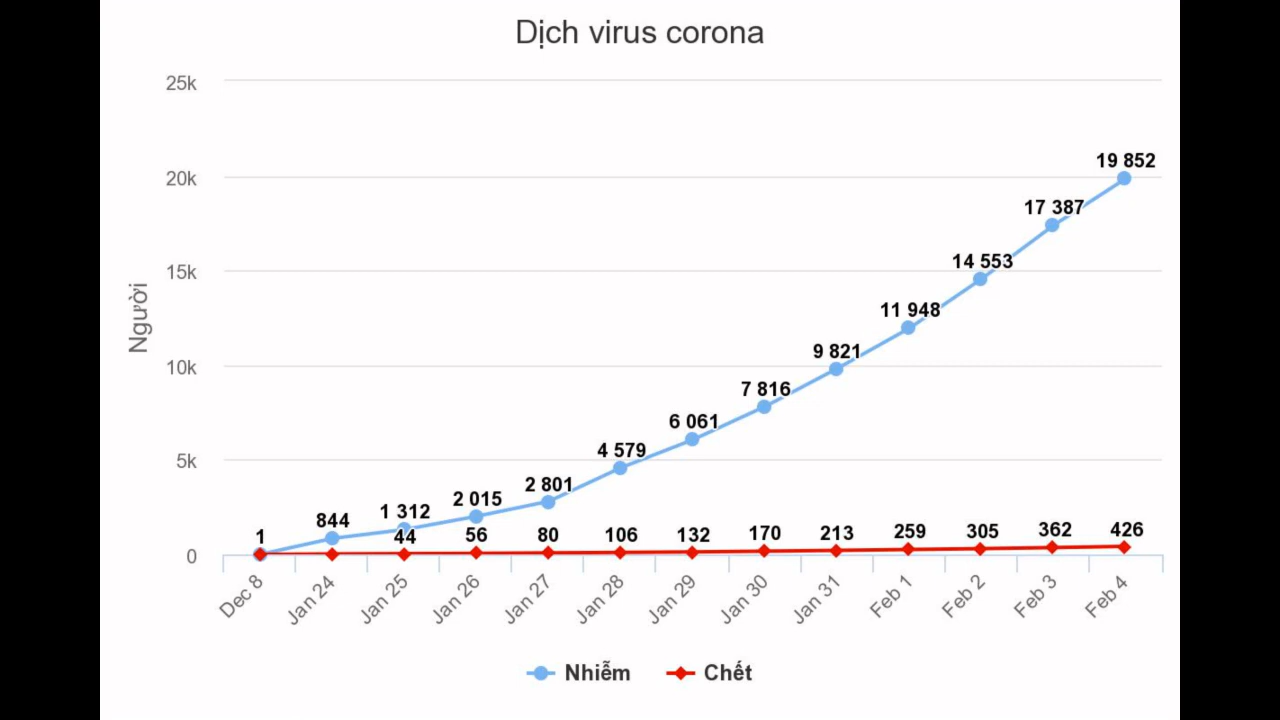 Dịch virus corona
25k
20k
15k
10k
5k
0
Người
19 852
17 387
14 553
11 948
9 821
7 816
6 061
4 579
2 801
2 015
1 312
844
1
44
56
80
106
132
170
213
259
305
362
426
Dec 8
Jan 24
Jan 25
Jan 26
Jan 27
Jan 28
Jan 29
Jan 30
Jan 31
Feb 1
Feb 2
Feb 3
Feb 4
Nhiễm
Chết